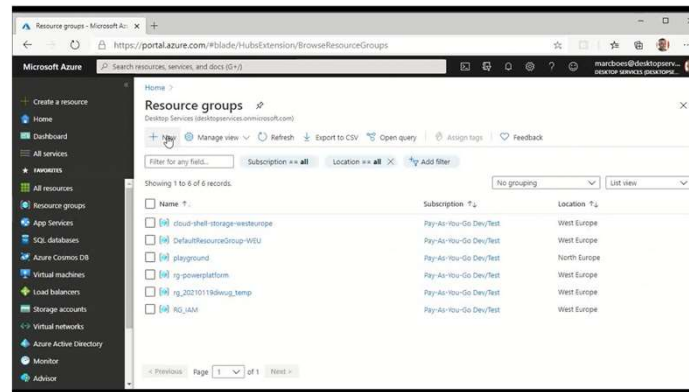 Resource groups - Microsoft Az
https://portal.azure.com/#blade/HubsExtension/BrowseResourceGroups
Microsoft Azure
Search resources, services, and docs (G+/)
marcboes@desktopserv...
DESKTOP SERVICES (DESKTOPSE...
Create a resource
Home
Dashboard
All services
FAVORITES
All resources
Resource groups
App Services
SQL databases
Azure Cosmos DB
Virtual machines
Load balancers
Storage accounts
Virtual networks
Azure Active Directory
Monitor
Advisor
Home >
Resource groups
Desktop Services (desktopservices.onmicrosoft.com)
+ New Manage view Refresh Export to CSV Open query Assign tags Feedback
Filter for any field... Subscription == all Location == all Add filter
Showing 1 to 6 of 6 records.
No grouping List view
Name ↑ Subscription ↑↓ Location ↑↓
cloud-shell-storage-westeurope Pay-As-You-Go Dev/Test West Europe
DefaultResourceGroup-WEU Pay-As-You-Go Dev/Test West Europe
playground Pay-As-You-Go Dev/Test North Europe
rg-powerplatform Pay-As-You-Go Dev/Test West Europe
rg_20210119diwug_temp Pay-As-You-Go Dev/Test West Europe
RG_IAM Pay-As-You-Go Dev/Test West Europe
< Previous Page 1 of 1 Next >